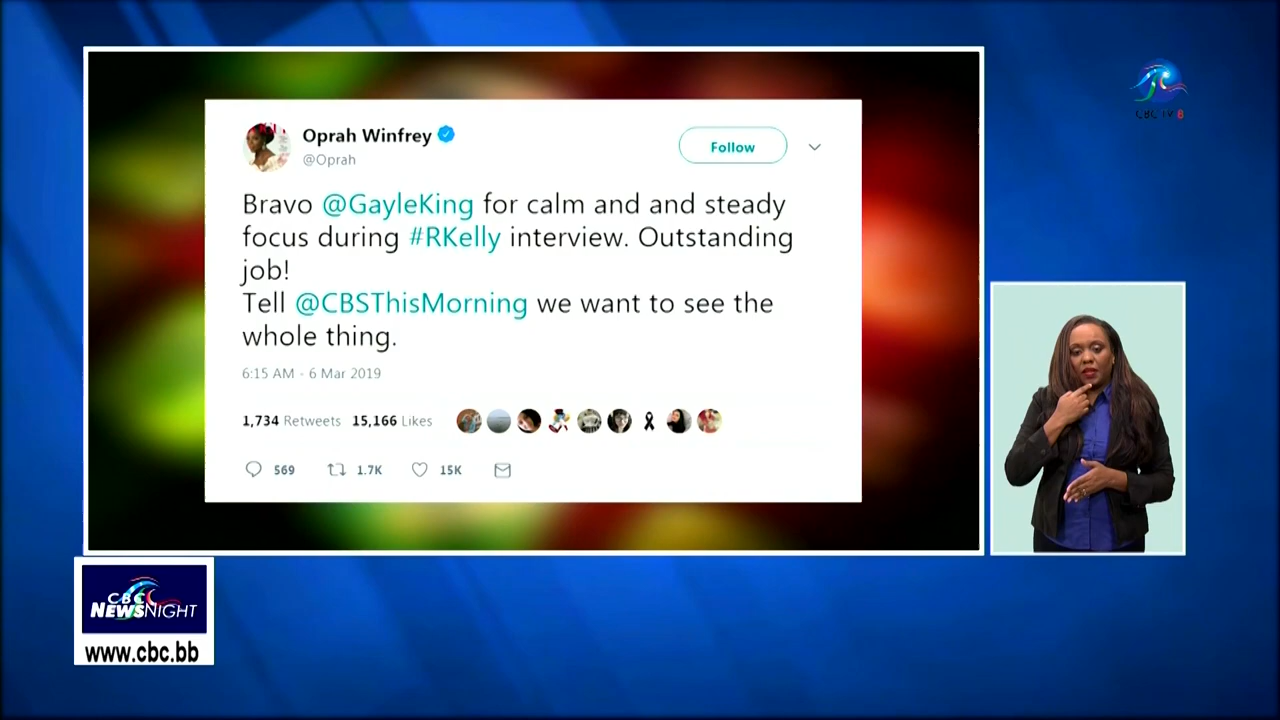 CBC TV 8
Oprah Winfrey
@Oprah
Follow
Bravo @GayleKing for calm and and steady
focus during #RKelly interview. Outstanding
job!
Tell @CBSThisMorning we want to see the
whole thing.
6:15 AM - 6 Mar 2019
1,734 Retweets 15,166 Likes
569 1.7K 15K
CBC
NEWSNIGHT
www.cbc.bb